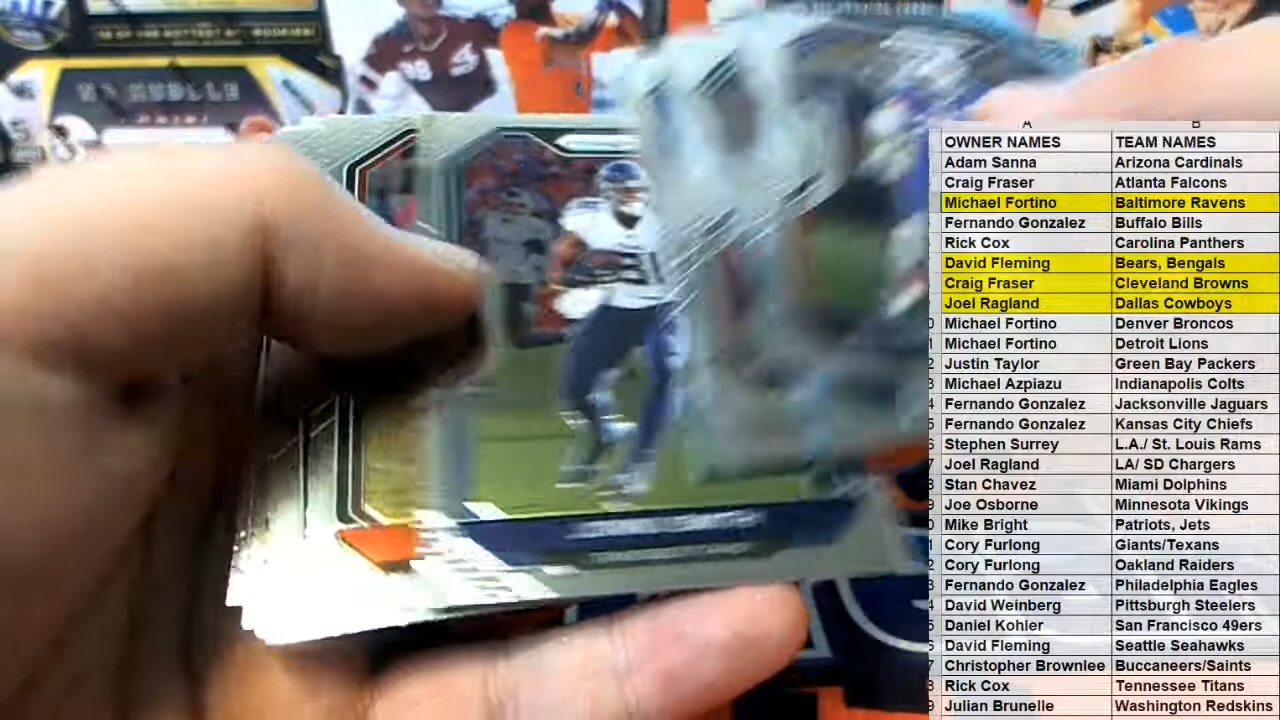 NO HUDDLE
PANINI
A B
OWNER NAMES TEAM NAMES
Adam Sanna Arizona Cardinals
Craig Fraser Atlanta Falcons
Michael Fortino Baltimore Ravens
Fernando Gonzalez Buffalo Bills
Rick Cox Carolina Panthers
David Fleming Bears, Bengals
Craig Fraser Cleveland Browns
Joel Ragland Dallas Cowboys
Michael Fortino Denver Broncos
Michael Fortino Detroit Lions
Justin Taylor Green Bay Packers
Michael Azpiazu Indianapolis Colts
Fernando Gonzalez Jacksonville Jaguars
Fernando Gonzalez Kansas City Chiefs
Stephen Surrey L.A./ St. Louis Rams
Joel Ragland LA/ SD Chargers
Stan Chavez Miami Dolphins
Joe Osborne Minnesota Vikings
Mike Bright Patriots, Jets
Cory Furlong Giants/Texans
Cory Furlong Oakland Raiders
Fernando Gonzalez Philadelphia Eagles
David Weinberg Pittsburgh Steelers
Daniel Kohler San Francisco 49ers
David Fleming Seattle Seahawks
Christopher Brownlee Buccaneers/Saints
Rick Cox Tennessee Titans
Julian Brunelle Washington Redskins